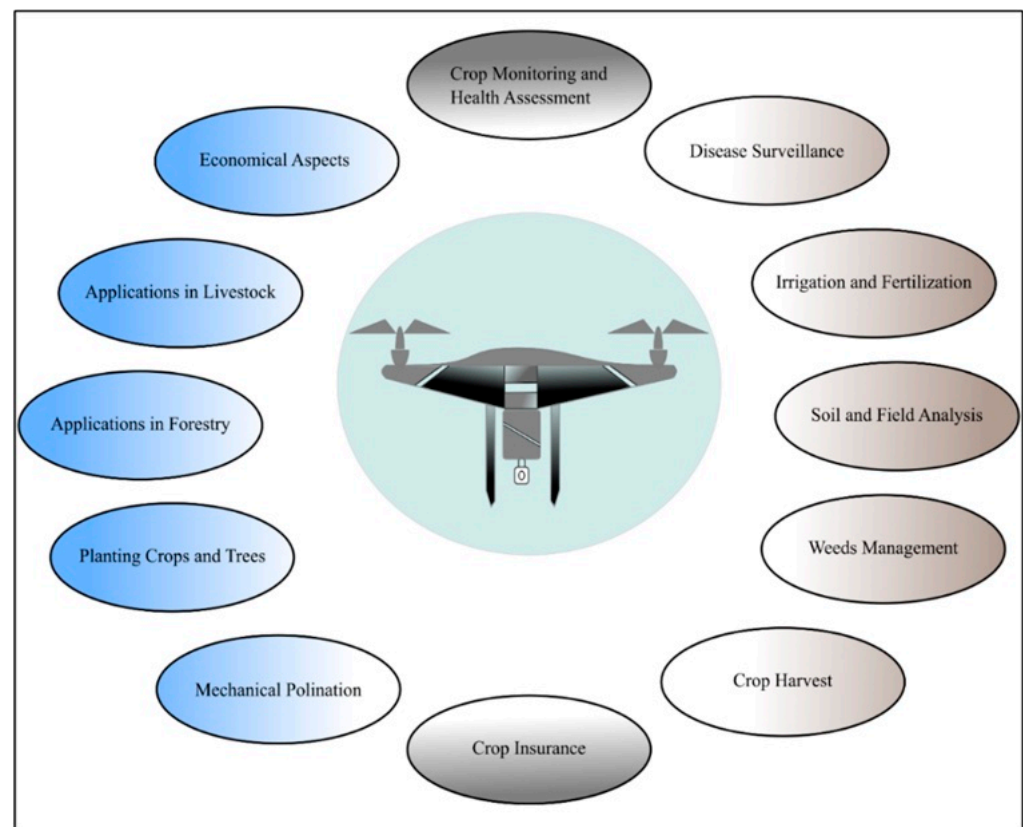 Crop Monitoring and
Health Assessment
Economical Aspects
Disease Surveillance
Applications in Livestock
Irrigation and Fertilization
Applications in Forestry
Soil and Field Analysis
Planting Crops and Trees
Weeds Management
Mechanical Polination
Crop Harvest
Crop Insurance